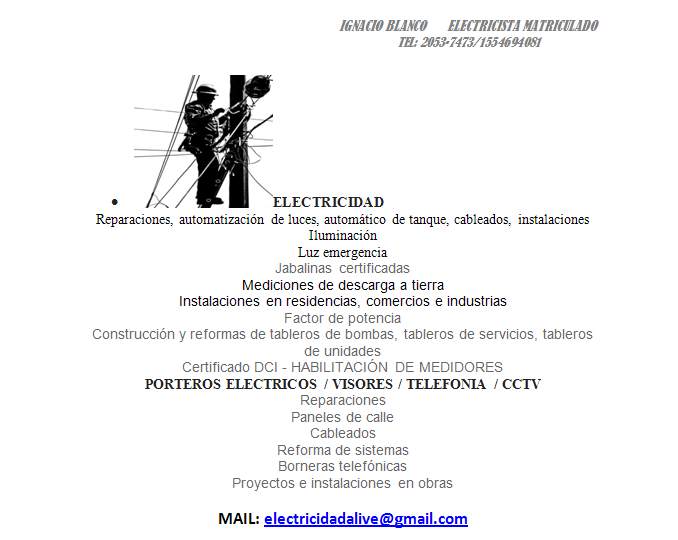 IGNACIO BLANCO ELECTRICISTA MATRICULADO
TEL: 2053-7473/1554694081
• ELECTRICIDAD
Reparaciones, automatización de luces, automático de tanque, cableados, instalaciones
Iluminación
Luz emergencia
Jabalinas certificadas
Mediciones de descarga a tierra
Instalaciones en residencias, comercios e industrias
Factor de potencia
Construcción y reformas de tableros de bombas, tableros de servicios, tableros
de unidades
Certificado DCI - HABILITACIÓN DE MEDIDORES
PORTEROS ELECTRICOS / VISORES / TELEFONIA / CCTV
Reparaciones
Paneles de calle
Cableados
Reforma de sistemas
Borneras telefónicas
Proyectos e instalaciones en obras
MAIL: electricidadalive@gmail.com